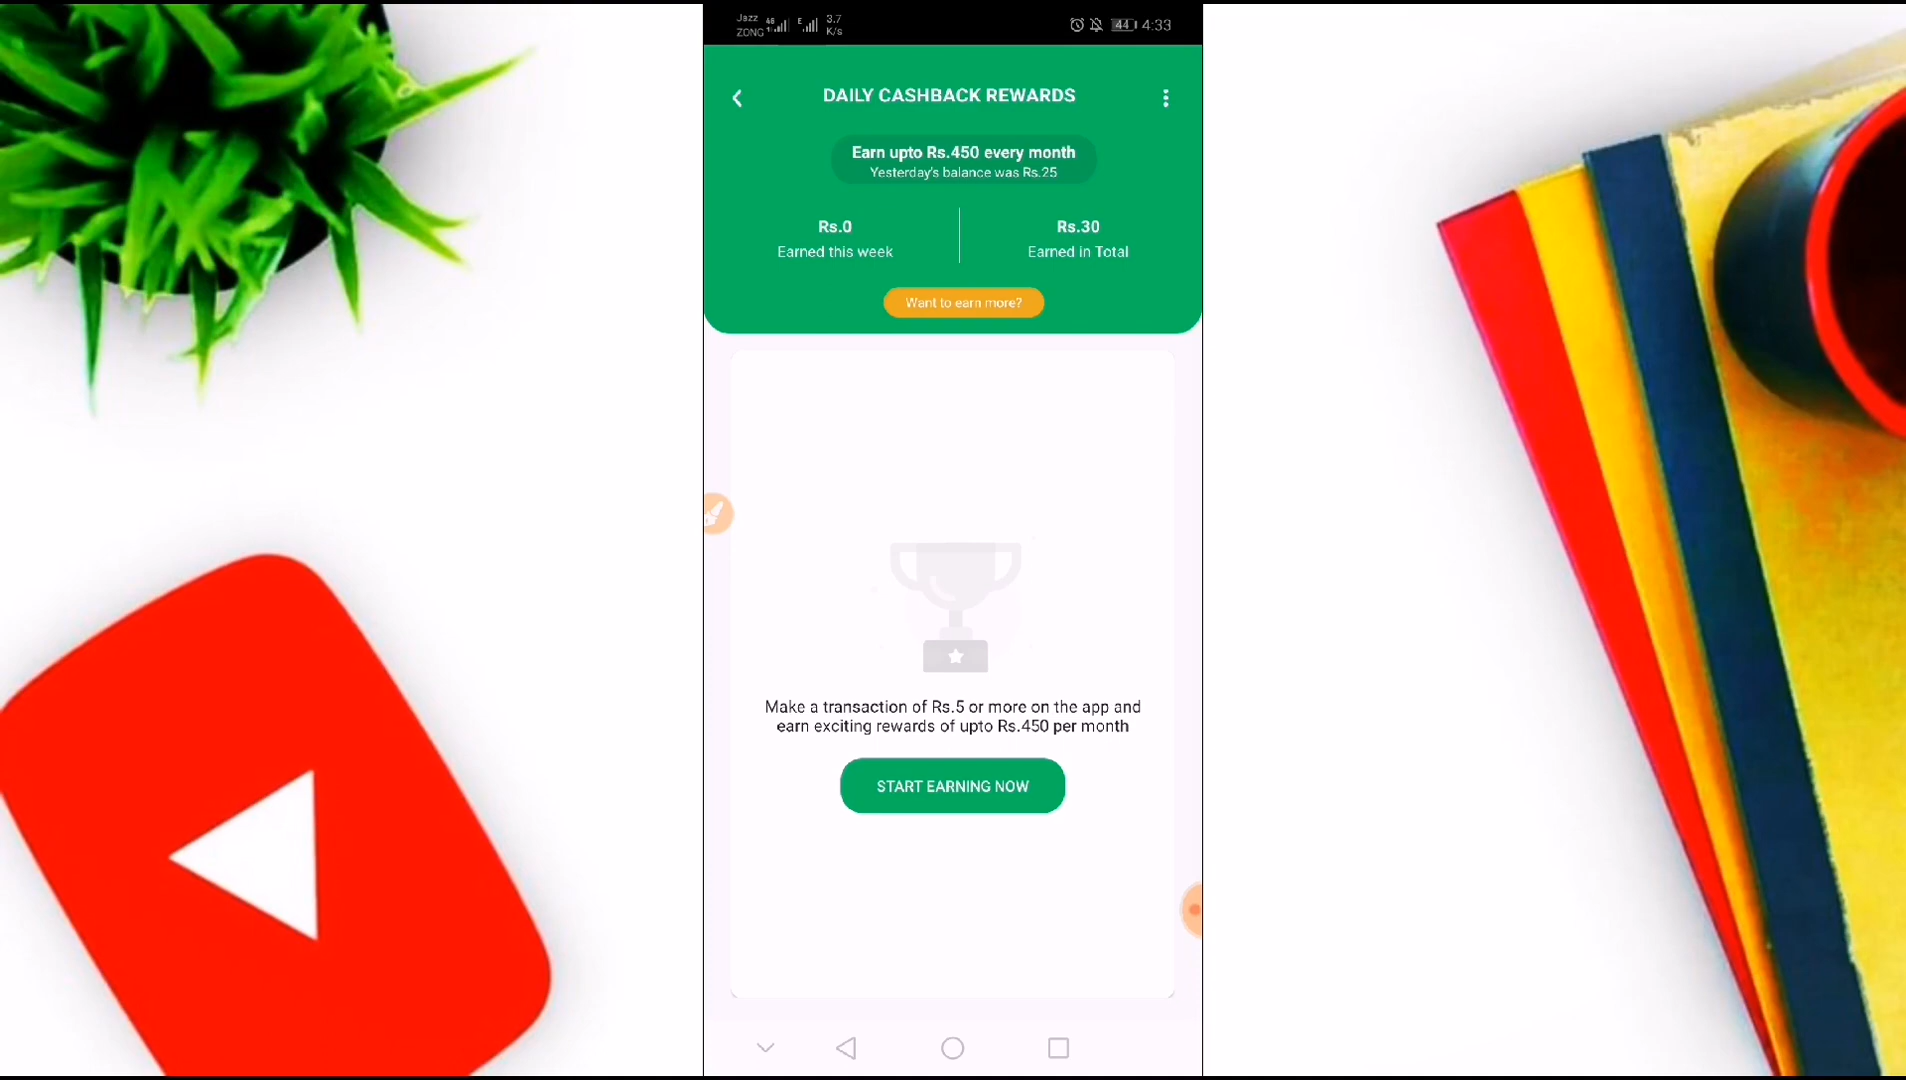 Jazz
ZONG
4G
E
3.7
K/s
44
4:33
DAILY CASHBACK REWARDS
Earn upto Rs.450 every month
Yesterday's balance was Rs.25
Rs.0
Earned this week
Rs.30
Earned in Total
Want to earn more?
Make a transaction of Rs.5 or more on the app and
earn exciting rewards of upto Rs.450 per month
START EARNING NOW